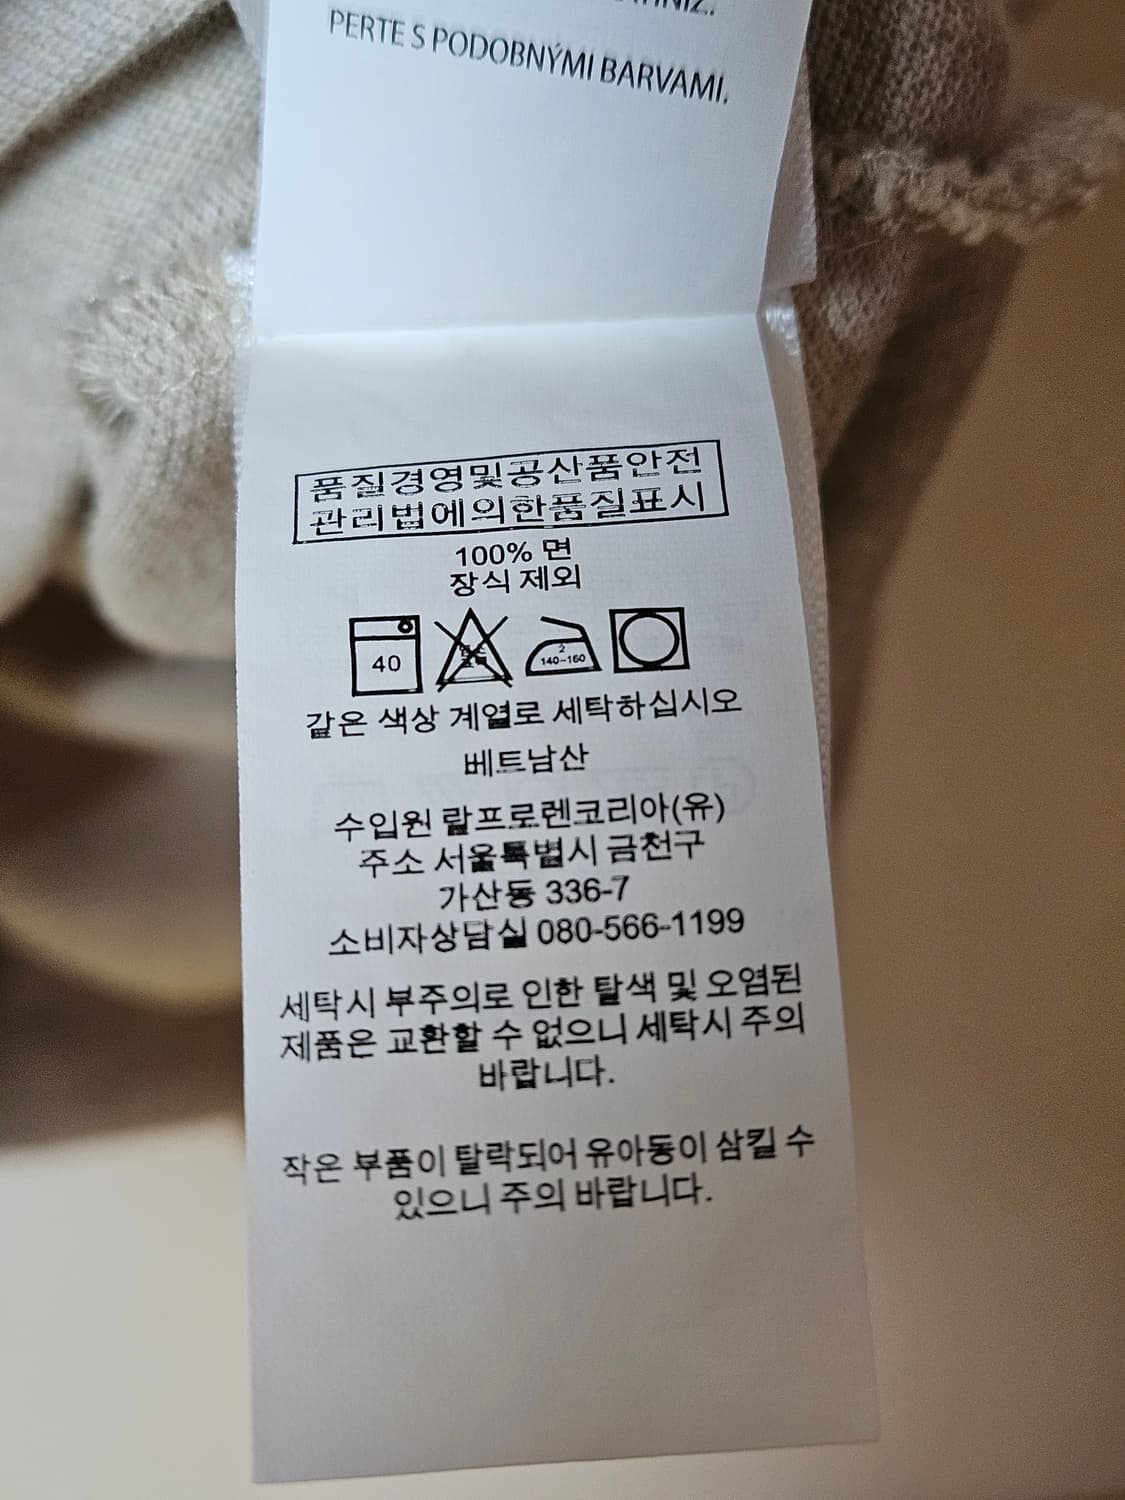 PERTE S PODOBNÝMI BARVAMI.
품질경영및공산품안전
관리법에의한품질표시
100% 면
장식 제외
40
염소
표백
2
140~160
같은 색상 계열로 세탁하십시오
베트남산
수입원 랄프로렌코리아(유)
주소 서울특별시 금천구
가산동 336-7
소비자상담실 080-566-1199
세탁시 부주의로 인한 탈색 및 오염된
제품은 교환할 수 없으니 세탁시 주의
바랍니다.
작은 부품이 탈락되어 유아동이 삼킬 수
있으니 주의 바랍니다.